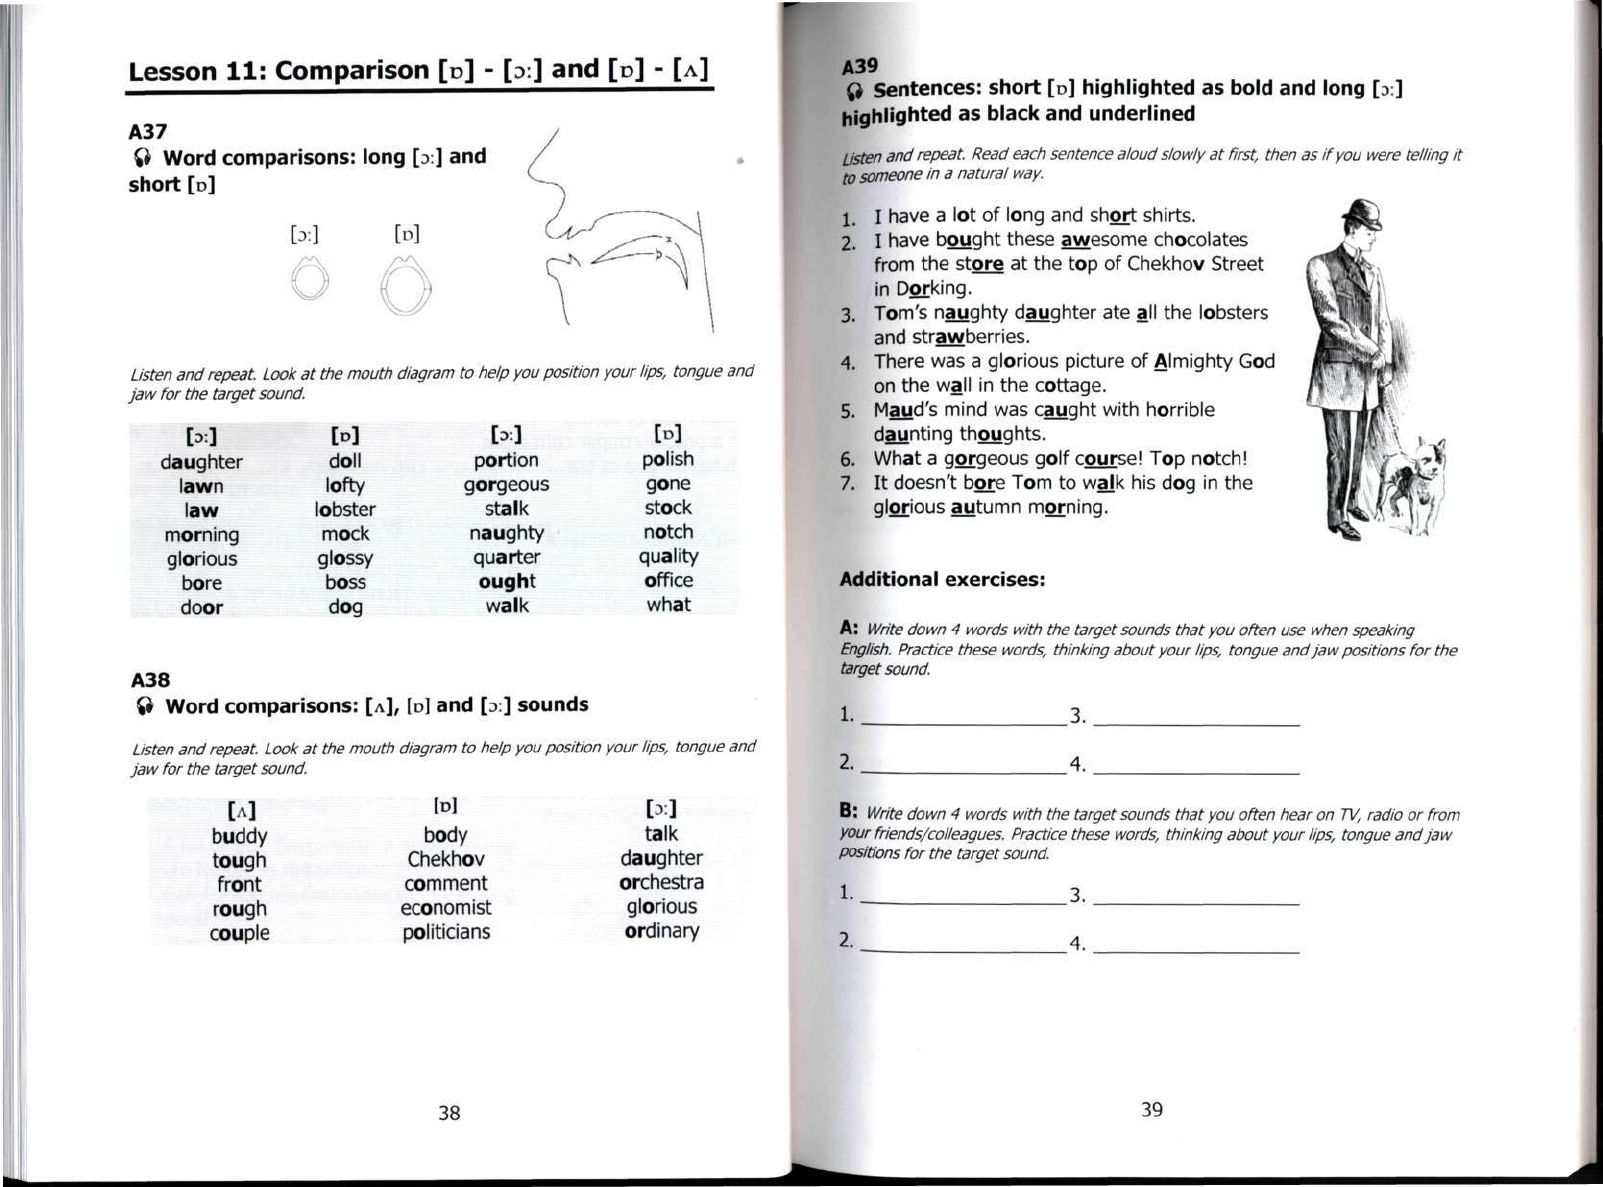 Lesson 11: Comparison [ɒ] - [ɔː] and [ɒ] - [ʌ]
A37
Word comparisons: long [ɔː] and
short [ɒ]
[ɔː] [ɒ]
Listen and repeat. Look at the mouth diagram to help you position your lips, tongue and
jaw for the target sound.
[ɔː] [ɒ] [ɔː] [ɒ]
daughter doll portion polish
lawn lofty gorgeous gone
law lobster stalk stock
morning mock naughty notch
glorious glossy quarter quality
bore boss ought office
door dog walk what
A38
Word comparisons: [ʌ], [ɒ] and [ɔː] sounds
Listen and repeat. Look at the mouth diagram to help you position your lips, tongue and
jaw for the target sound.
[ʌ] [ɒ] [ɔː]
buddy body talk
tough Chekhov daughter
front comment orchestra
rough economist glorious
couple politicians ordinary
38
A39
Sentences: short [ɒ] highlighted as bold and long [ɔː]
highlighted as black and underlined
Listen and repeat. Read each sentence aloud slowly at first, then as if you were telling it
to someone in a natural way.
1. I have a lot of long and short shirts.
2. I have bought these awesome chocolates
from the store at the top of Chekhov Street
in Dorking.
3. Tom's naughty daughter ate all the lobsters
and strawberries.
4. There was a glorious picture of Almighty God
on the wall in the cottage.
5. Maud's mind was caught with horrible
daunting thoughts.
6. What a gorgeous golf course! Top notch!
7. It doesn't bore Tom to walk his dog in the
glorious autumn morning.
Additional exercises:
A: Write down 4 words with the target sounds that you often use when speaking
English. Practice these words, thinking about your lips, tongue and jaw positions for the
target sound.
1. 3.
2. 4.
B: Write down 4 words with the target sounds that you often hear on TV, radio or from
your friends/colleagues. Practice these words, thinking about your lips, tongue and jaw
positions for the target sound.
1. 3.
2. 4.
39